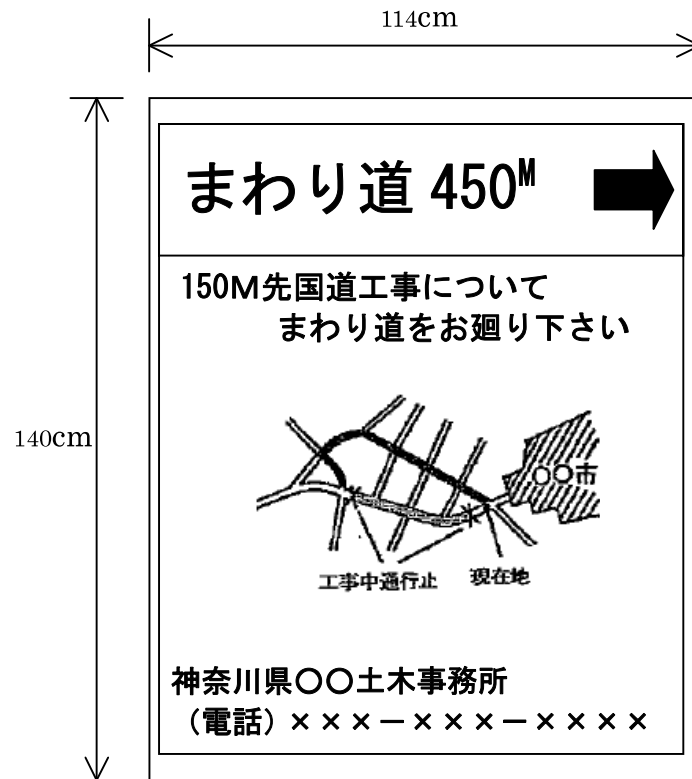 114cm
140cm
まわり道 450M
150M先国道工事について
まわり道をお廻り下さい
○○市
工事中通行止
現在地
神奈川県○○土木事務所
（電話）×××－×××－××××